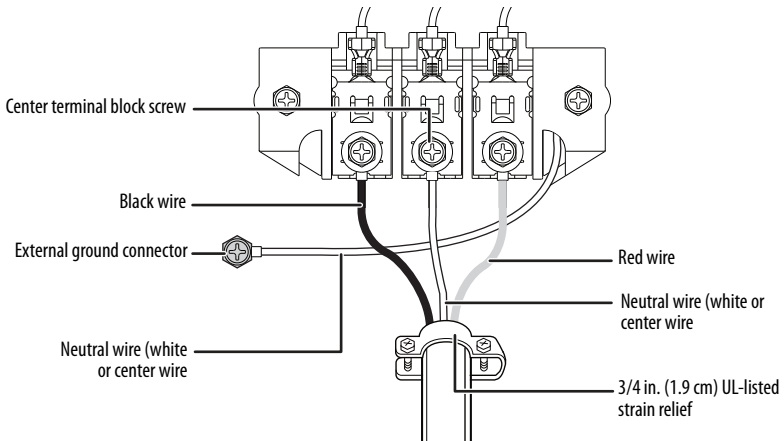 Center terminal block screw
Black wire
External ground connector
Neutral wire (white
or center wire
Red wire
Neutral wire (white or
center wire
3/4 in. (1.9 cm) UL-listed
strain relief